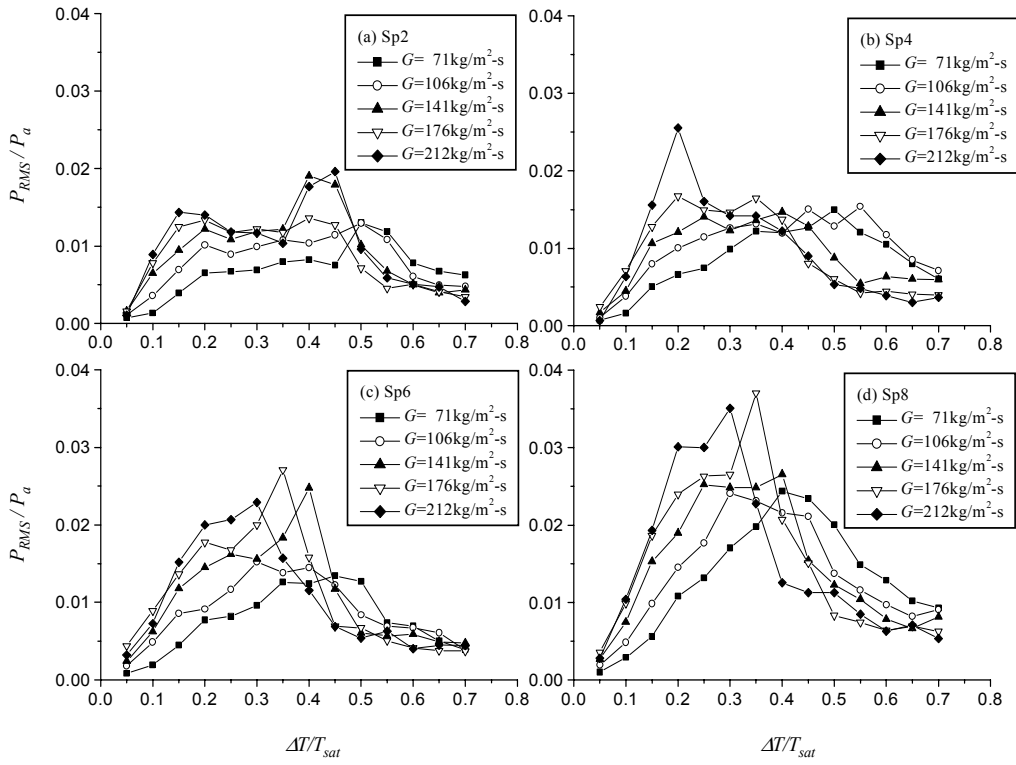 0.04
0.03
0.02
0.01
0.00
0.0 0.1 0.2 0.3 0.4 0.5 0.6 0.7 0.8
P_RMS / P_a
(a) Sp2
G= 71kg/m²-s
G=106kg/m²-s
G=141kg/m²-s
G=176kg/m²-s
G=212kg/m²-s
0.04
0.03
0.02
0.01
0.00
0.0 0.1 0.2 0.3 0.4 0.5 0.6 0.7 0.8
(b) Sp4
G= 71kg/m²-s
G=106kg/m²-s
G=141kg/m²-s
G=176kg/m²-s
G=212kg/m²-s
0.04
0.03
0.02
0.01
0.00
0.0 0.1 0.2 0.3 0.4 0.5 0.6 0.7 0.8
P_RMS / P_a
ΔT/T_sat
(c) Sp6
G= 71kg/m²-s
G=106kg/m²-s
G=141kg/m²-s
G=176kg/m²-s
G=212kg/m²-s
0.04
0.03
0.02
0.01
0.00
0.0 0.1 0.2 0.3 0.4 0.5 0.6 0.7 0.8
ΔT/T_sat
(d) Sp8
G= 71kg/m²-s
G=106kg/m²-s
G=141kg/m²-s
G=176kg/m²-s
G=212kg/m²-s